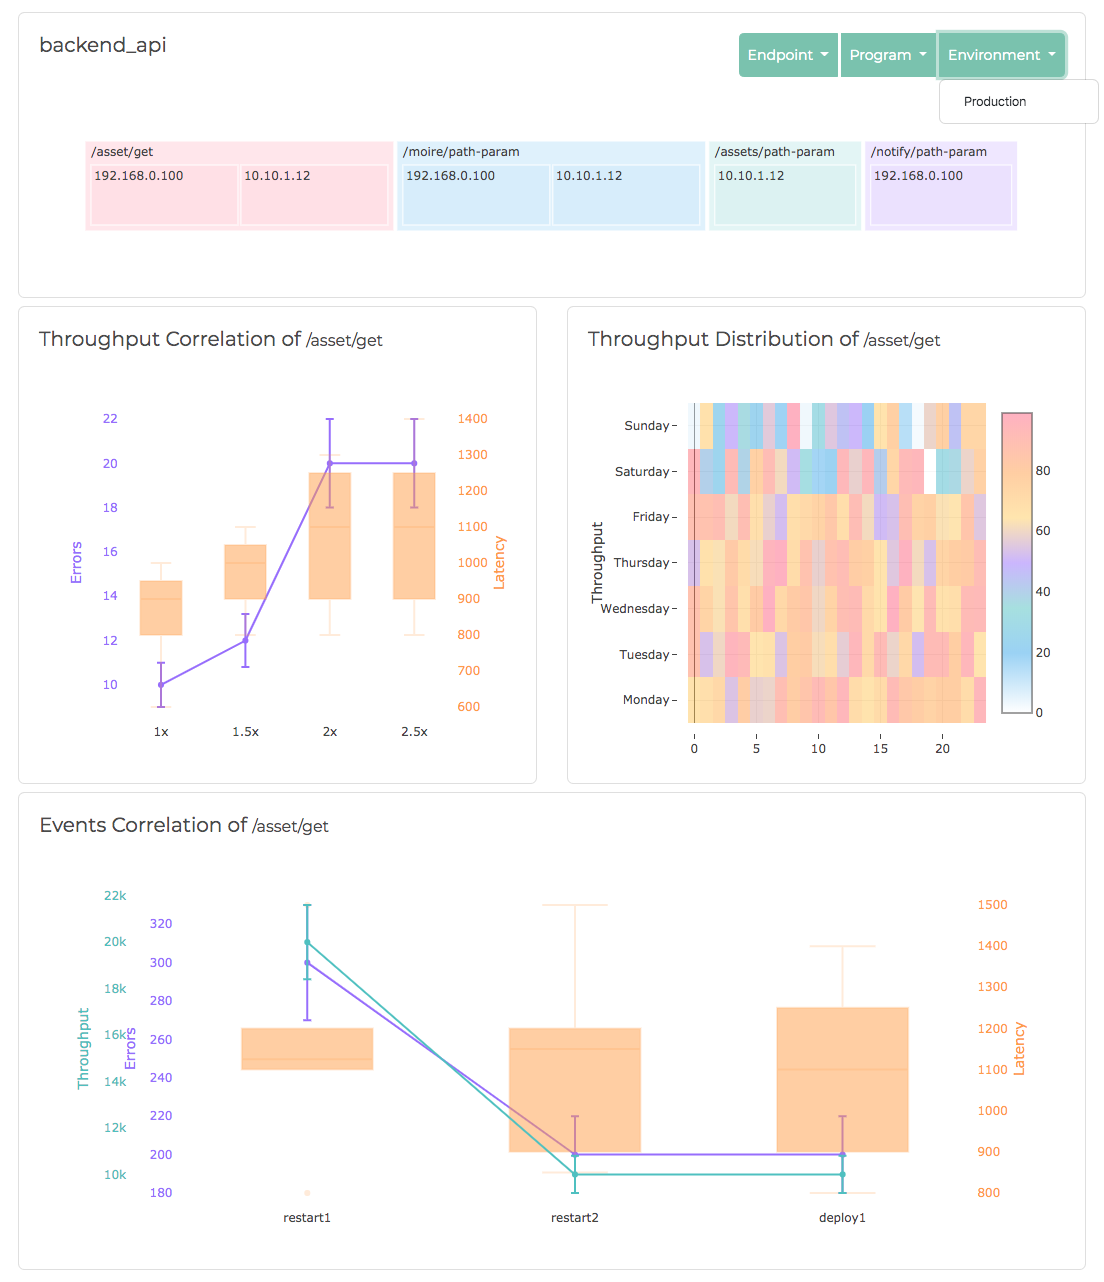 backend_api
Endpoint Program Environment
Production
/asset/get /moire/path-param /assets/path-param /notify/path-param
192.168.0.100 10.10.1.12 192.168.0.100 10.10.1.12 10.10.1.12 192.168.0.100
Throughput Correlation of /asset/get
22
20
18
16
14
12
10
Errors
1400
1300
1200
1100
1000
900
800
700
600
Latency
1x 1.5x 2x 2.5x
Throughput Distribution of /asset/get
Throughput
Sunday
Saturday
Friday
Thursday
Wednesday
Tuesday
Monday
0 5 10 15 20
80
60
40
20
0
Events Correlation of /asset/get
22k
20k
18k
16k
14k
12k
10k
Throughput
320
300
280
260
240
220
200
180
Errors
1500
1400
1300
1200
1100
1000
900
800
Latency
restart1 restart2 deploy1